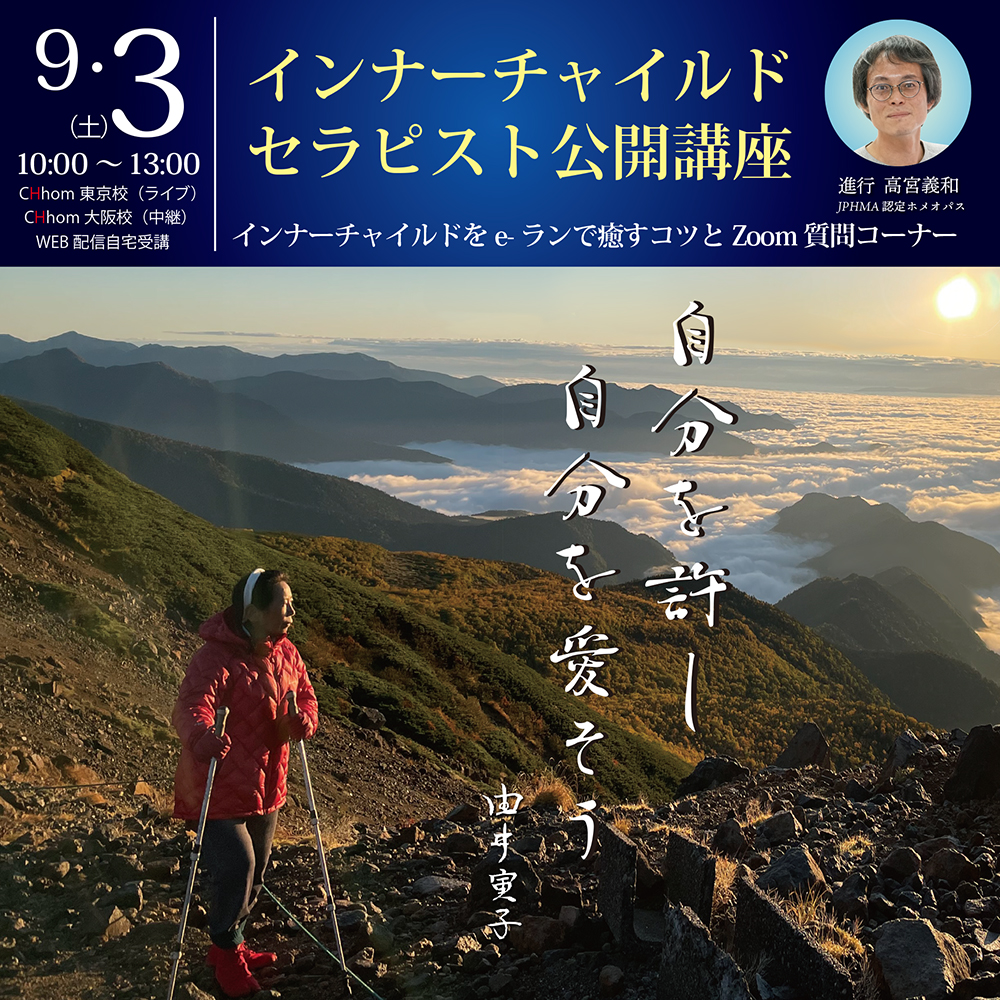 9・3
（土）
10:00 〜 13:00
CHhom 東京校（ライブ）
CHhom 大阪校（中継）
WEB 配信自宅受講
インナーチャイルド
セラピスト公開講座
進行 高宮義和
JPHMA 認定ホメオパス
インナーチャイルドを e- ランで癒すコツと Zoom 質問コーナー
自分を許し
自分を愛そう
由井寅子